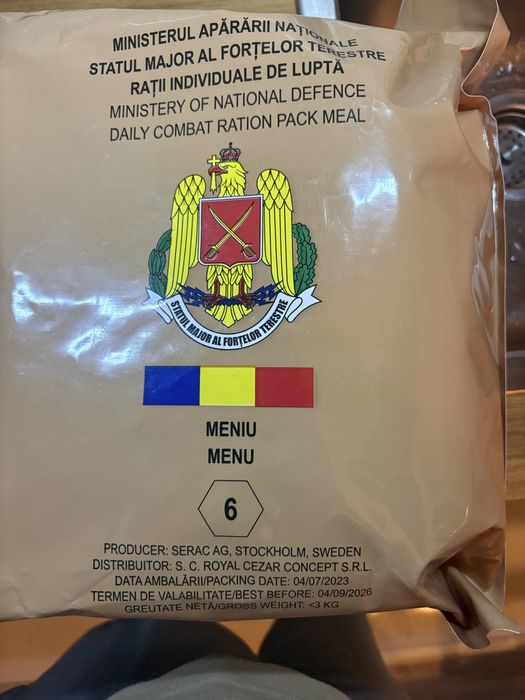 MINISTERUL APĂRĂRII NAȚIONALE
STATUL MAJOR AL FORȚELOR TERESTRE
RAȚII INDIVIDUALE DE LUPTĂ
MINISTRY OF NATIONAL DEFENCE
DAILY COMBAT RATION PACK MEAL
STATUL MAJOR AL FORȚELOR TERESTRE
MENIU
MENU
6
PRODUCER: SERAC AG, STOCKHOLM, SWEDEN
DISTRIBUITOR: S. C. ROYAL CEZAR CONCEPT S.R.L.
DATA AMBALĂRII/PACKING DATE: 04/07/2023
TERMEN DE VALABILITATE/BEST BEFORE: 04/09/2026
GREUTATE NETĂ/GROSS WEIGHT: <3 KG